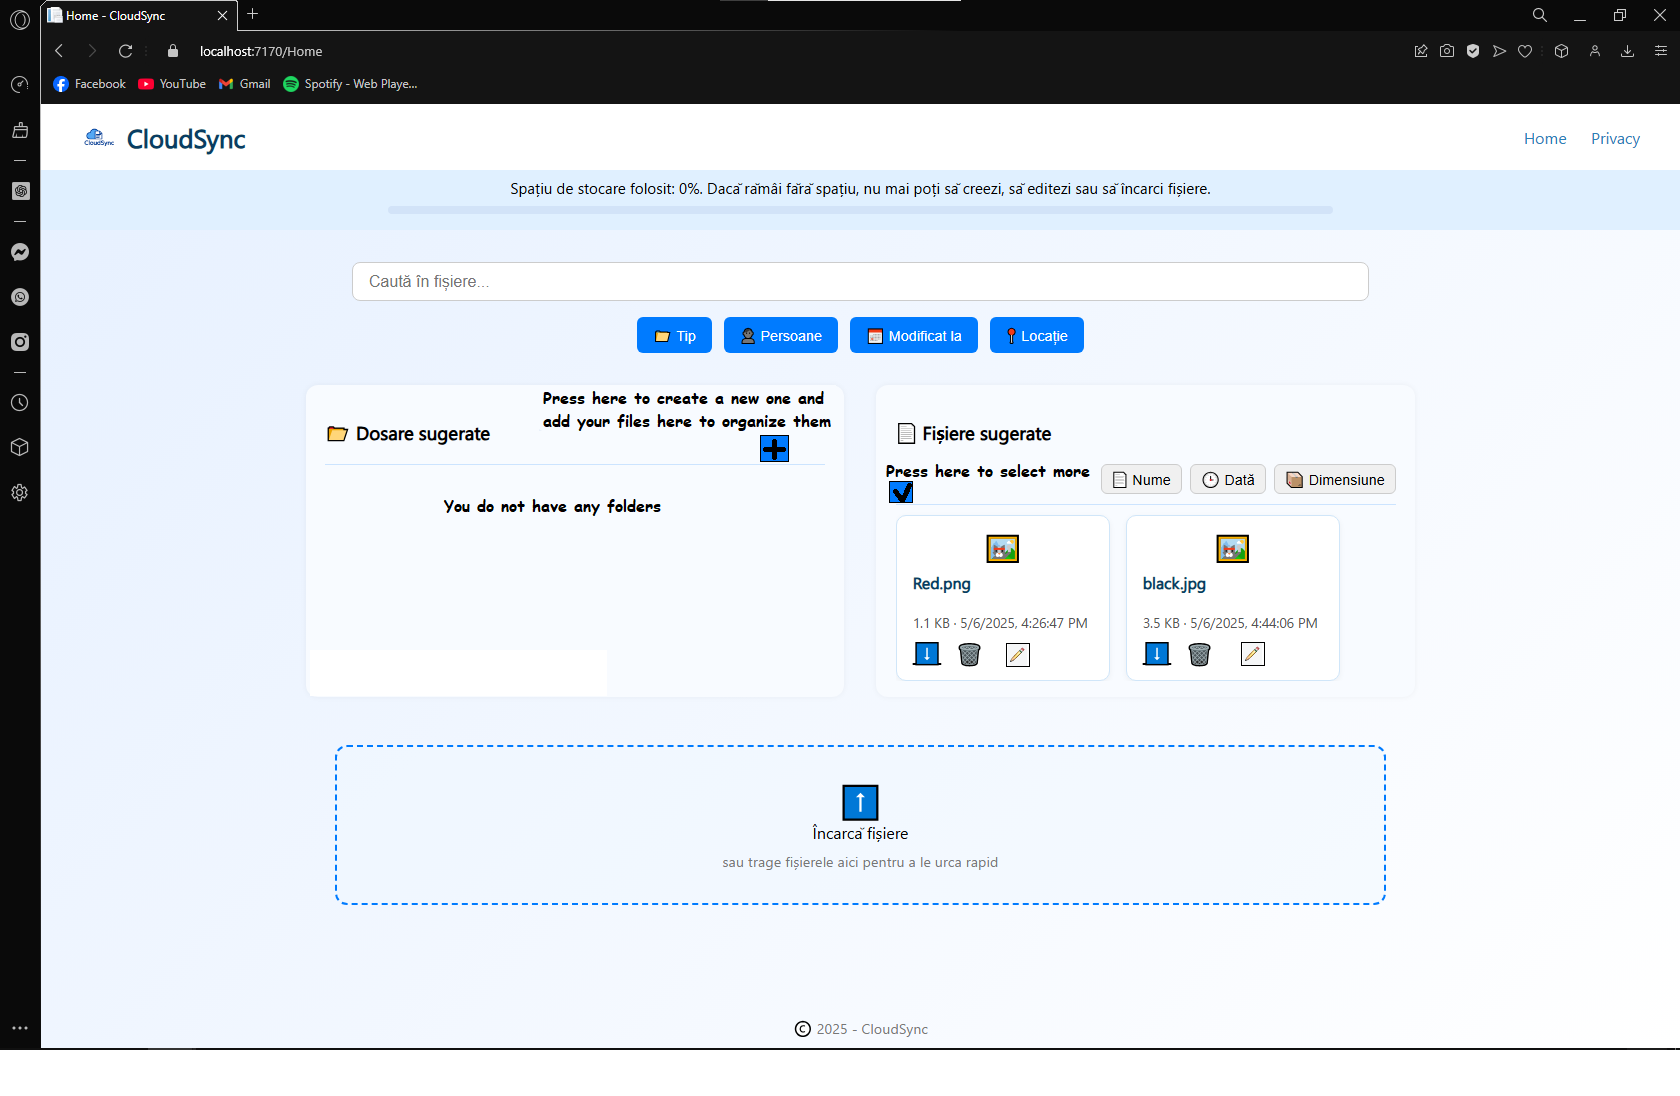 Home - CloudSync
localhost:7170/Home
Facebook YouTube Gmail Spotify - Web Playe...
CloudSync CloudSync
Home Privacy
Spațiu de stocare folosit: 0%. Dacă rămâi fără spațiu, nu mai poți să creezi, să editezi sau să încarci fișiere.
Caută în fișiere...
Tip Persoane Modificat la Locație
Press here to create a new one and
add your files here to organize them
Dosare sugerate
You do not have any folders
Fișiere sugerate
Press here to select more
Nume Dată Dimensiune
Red.png
1.1 KB · 5/6/2025, 4:26:47 PM
black.jpg
3.5 KB · 5/6/2025, 4:44:06 PM
Încarcă fișiere
sau trage fișierele aici pentru a le urca rapid
© 2025 - CloudSync